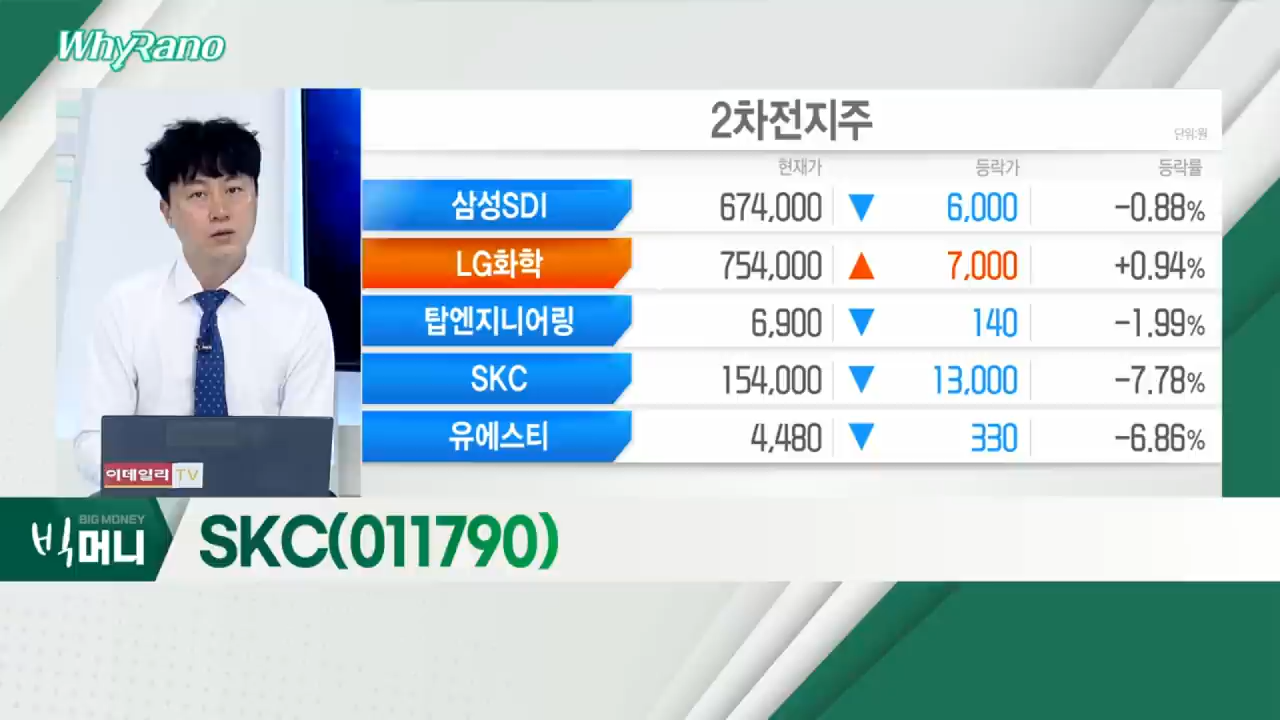 WhyRano
2차전지주
단위:원
현재가 등락가 등락률
삼성SDI 674,000 ▼ 6,000 -0.88%
LG화학 754,000 ▲ 7,000 +0.94%
탑엔지니어링 6,900 ▼ 140 -1.99%
SKC 154,000 ▼ 13,000 -7.78%
유에스티 4,480 ▼ 330 -6.86%
이데일리 TV
BIG MONEY
빅머니
SKC(011790)